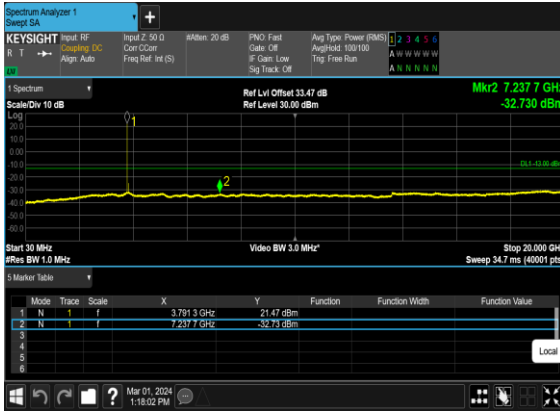 Spectrum Analyzer 1
Swept SA
+
KEYSIGHT
R T
Input: RF
Coupling: DC
Align: Auto
Input Z: 50 Ω
Corr CCorr
Freq Ref: Int (S)
#Atten: 20 dB
PNO: Fast
Gate: Off
IF Gain: Low
Sig Track: Off
Avg Type: Power (RMS)
Avg|Hold: 100/100
Trig: Free Run
1 2 3 4 5 6
A W W W W W
A N N N N N
1 Spectrum
Scale/Div 10 dB
Ref Lvl Offset 33.47 dB
Ref Level 30.00 dBm
Mkr2 7.237 7 GHz
-32.730 dBm
Log
20.0
10.0
0.00
-10.0
-20.0
-30.0
-40.0
-50.0
-60.0
1
2
DL1 -13.00 dBm
Start 30 MHz
#Res BW 1.0 MHz
Video BW 3.0 MHz*
Stop 20.000 GHz
Sweep 34.7 ms (40001 pts)
5 Marker Table
Mode Trace Scale X Y Function Function Width Function Value
1 N 1 f 3.791 3 GHz 21.47 dBm
2 N 1 f 7.237 7 GHz -32.73 dBm
3
4
5
6
Local
?
Mar 01, 2024
1:18:02 PM